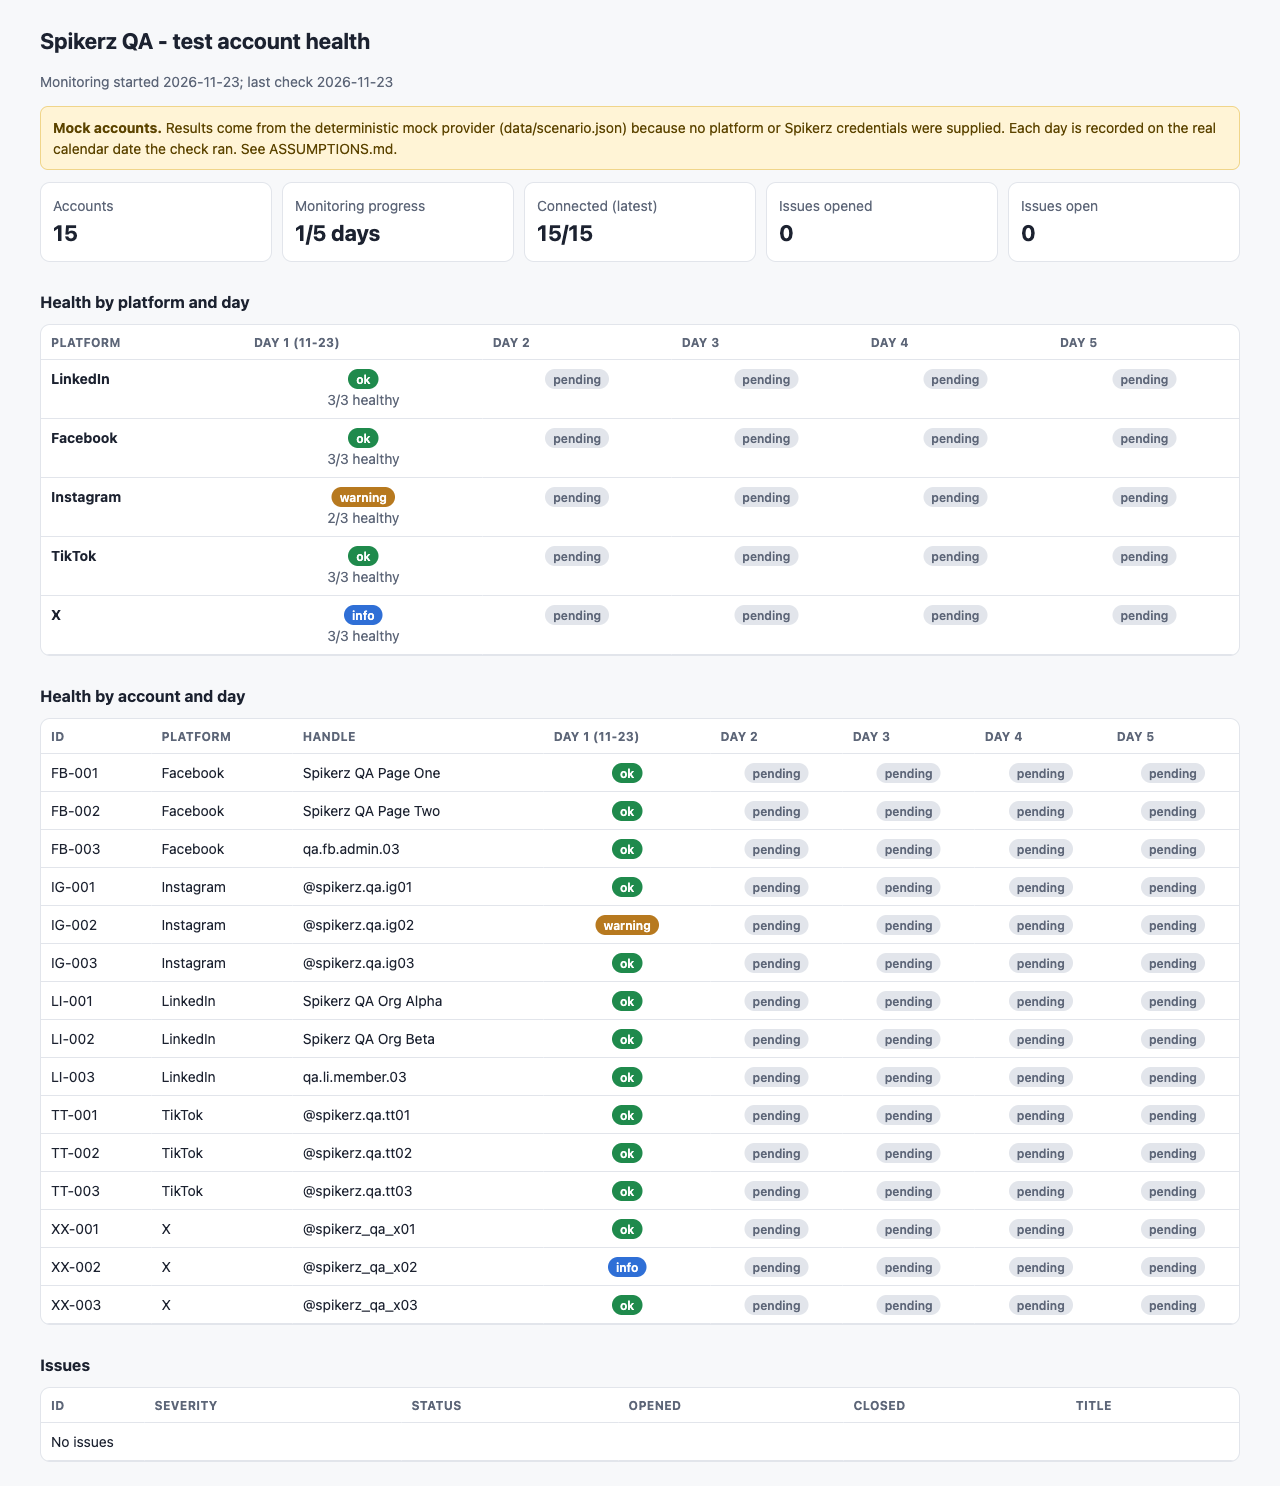 Spikerz QA - test account health
Monitoring started 2026-11-23; last check 2026-11-23
Mock accounts. Results come from the deterministic mock provider (data/scenario.json) because no platform or Spikerz credentials were supplied. Each day is recorded on the real
calendar date the check ran. See ASSUMPTIONS.md.
Accounts
15
Monitoring progress
1/5 days
Connected (latest)
15/15
Issues opened
0
Issues open
0
Health by platform and day
PLATFORM DAY 1 (11-23) DAY 2 DAY 3 DAY 4 DAY 5
LinkedIn ok pending pending pending pending
3/3 healthy
Facebook ok pending pending pending pending
3/3 healthy
Instagram warning pending pending pending pending
2/3 healthy
TikTok ok pending pending pending pending
3/3 healthy
X info pending pending pending pending
3/3 healthy
Health by account and day
ID PLATFORM HANDLE DAY 1 (11-23) DAY 2 DAY 3 DAY 4 DAY 5
FB-001 Facebook Spikerz QA Page One ok pending pending pending pending
FB-002 Facebook Spikerz QA Page Two ok pending pending pending pending
FB-003 Facebook qa.fb.admin.03 ok pending pending pending pending
IG-001 Instagram @spikerz.qa.ig01 ok pending pending pending pending
IG-002 Instagram @spikerz.qa.ig02 warning pending pending pending pending
IG-003 Instagram @spikerz.qa.ig03 ok pending pending pending pending
LI-001 LinkedIn Spikerz QA Org Alpha ok pending pending pending pending
LI-002 LinkedIn Spikerz QA Org Beta ok pending pending pending pending
LI-003 LinkedIn qa.li.member.03 ok pending pending pending pending
TT-001 TikTok @spikerz.qa.tt01 ok pending pending pending pending
TT-002 TikTok @spikerz.qa.tt02 ok pending pending pending pending
TT-003 TikTok @spikerz.qa.tt03 ok pending pending pending pending
XX-001 X @spikerz_qa_x01 ok pending pending pending pending
XX-002 X @spikerz_qa_x02 info pending pending pending pending
XX-003 X @spikerz_qa_x03 ok pending pending pending pending
Issues
ID SEVERITY STATUS OPENED CLOSED TITLE
No issues